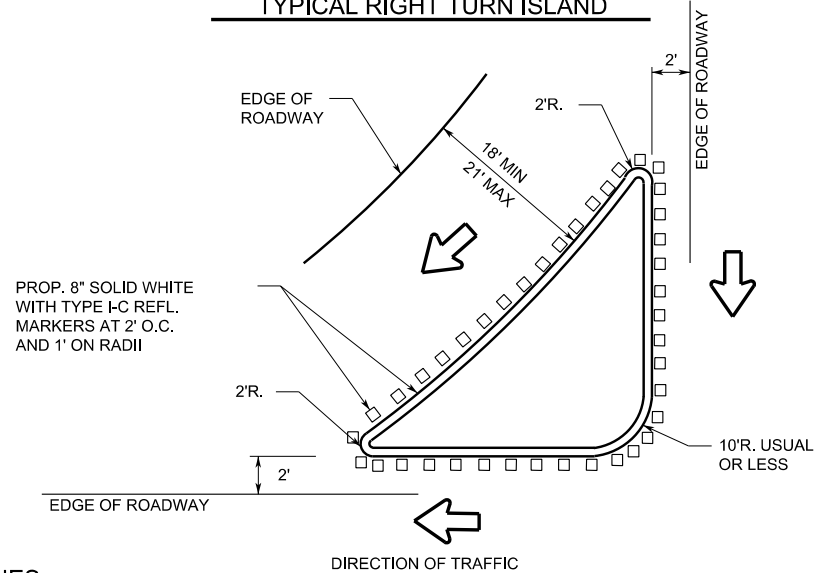 TYPICAL RIGHT TURN ISLAND
2'
EDGE OF ROADWAY
EDGE OF
ROADWAY
2'R.
18' MIN
21' MAX
PROP. 8" SOLID WHITE
WITH TYPE I-C REFL.
MARKERS AT 2' O.C.
AND 1' ON RADII
2'R.
10'R. USUAL
OR LESS
2'
EDGE OF ROADWAY
DIRECTION OF TRAFFIC